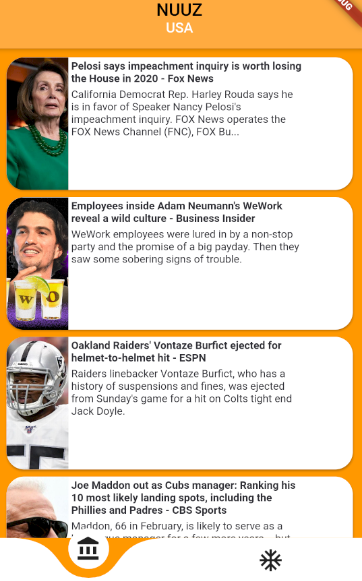 NUUZ
USA
Pelosi says impeachment inquiry is worth losing
the House in 2020 - Fox News
California Democrat Rep. Harley Rouda says he
is in favor of Speaker Nancy Pelosi's
impeachment inquiry. FOX News operates the
FOX News Channel (FNC), FOX Bu...
Employees inside Adam Neumann's WeWork
reveal a wild culture - Business Insider
WeWork employees were lured in by a non-stop
party and the promise of a big payday. Then they
saw some sobering signs of trouble.
W O
Oakland Raiders' Vontaze Burfict ejected for
helmet-to-helmet hit - ESPN
Raiders linebacker Vontaze Burfict, who has a
history of suspensions and fines, was ejected
from Sunday's game for a hit on Colts tight end
Jack Doyle.
Joe Maddon out as Cubs manager: Ranking his
10 most likely landing spots, including the
Phillies and Padres - CBS Sports
Maddon, 66 in February, is likely to serve as a
manager for a few more years